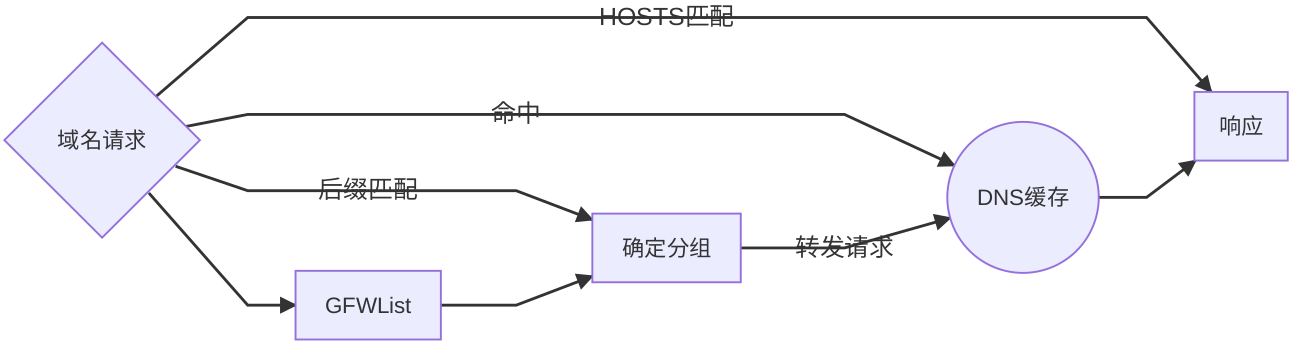 HOSTS匹配
命中
域名请求
响应
后缀匹配
DNS缓存
确定分组
转发请求
GFWList